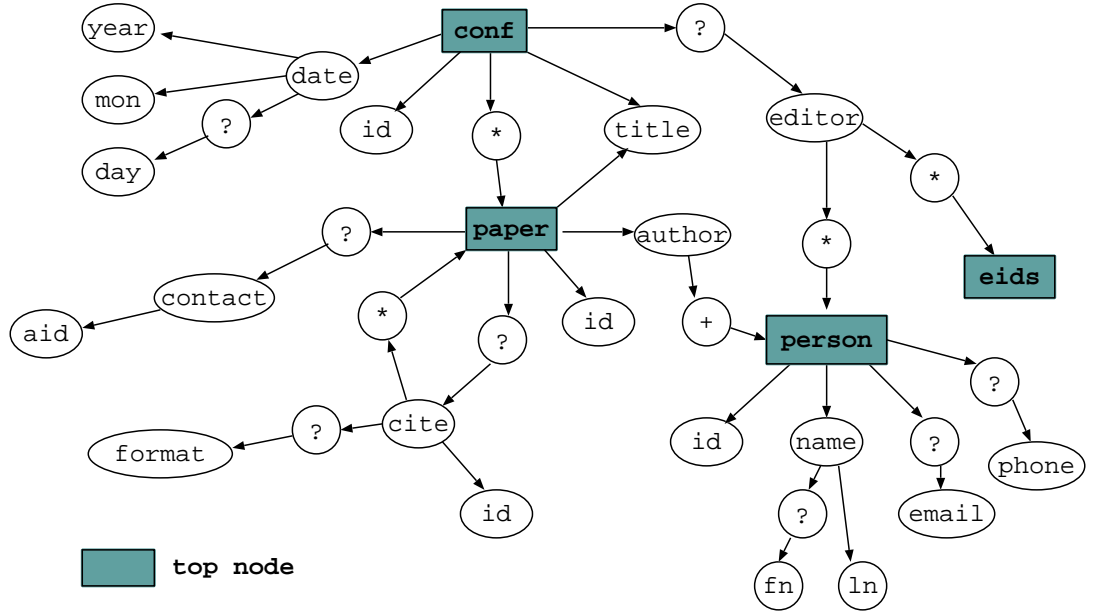 year
conf
?
date
mon
?
id
*
title
editor
day
*
?
paper
author
*
contact
eids
aid
*
?
id
+
person
?
format
?
cite
id
name
?
phone
id
?
email
top node
fn
ln